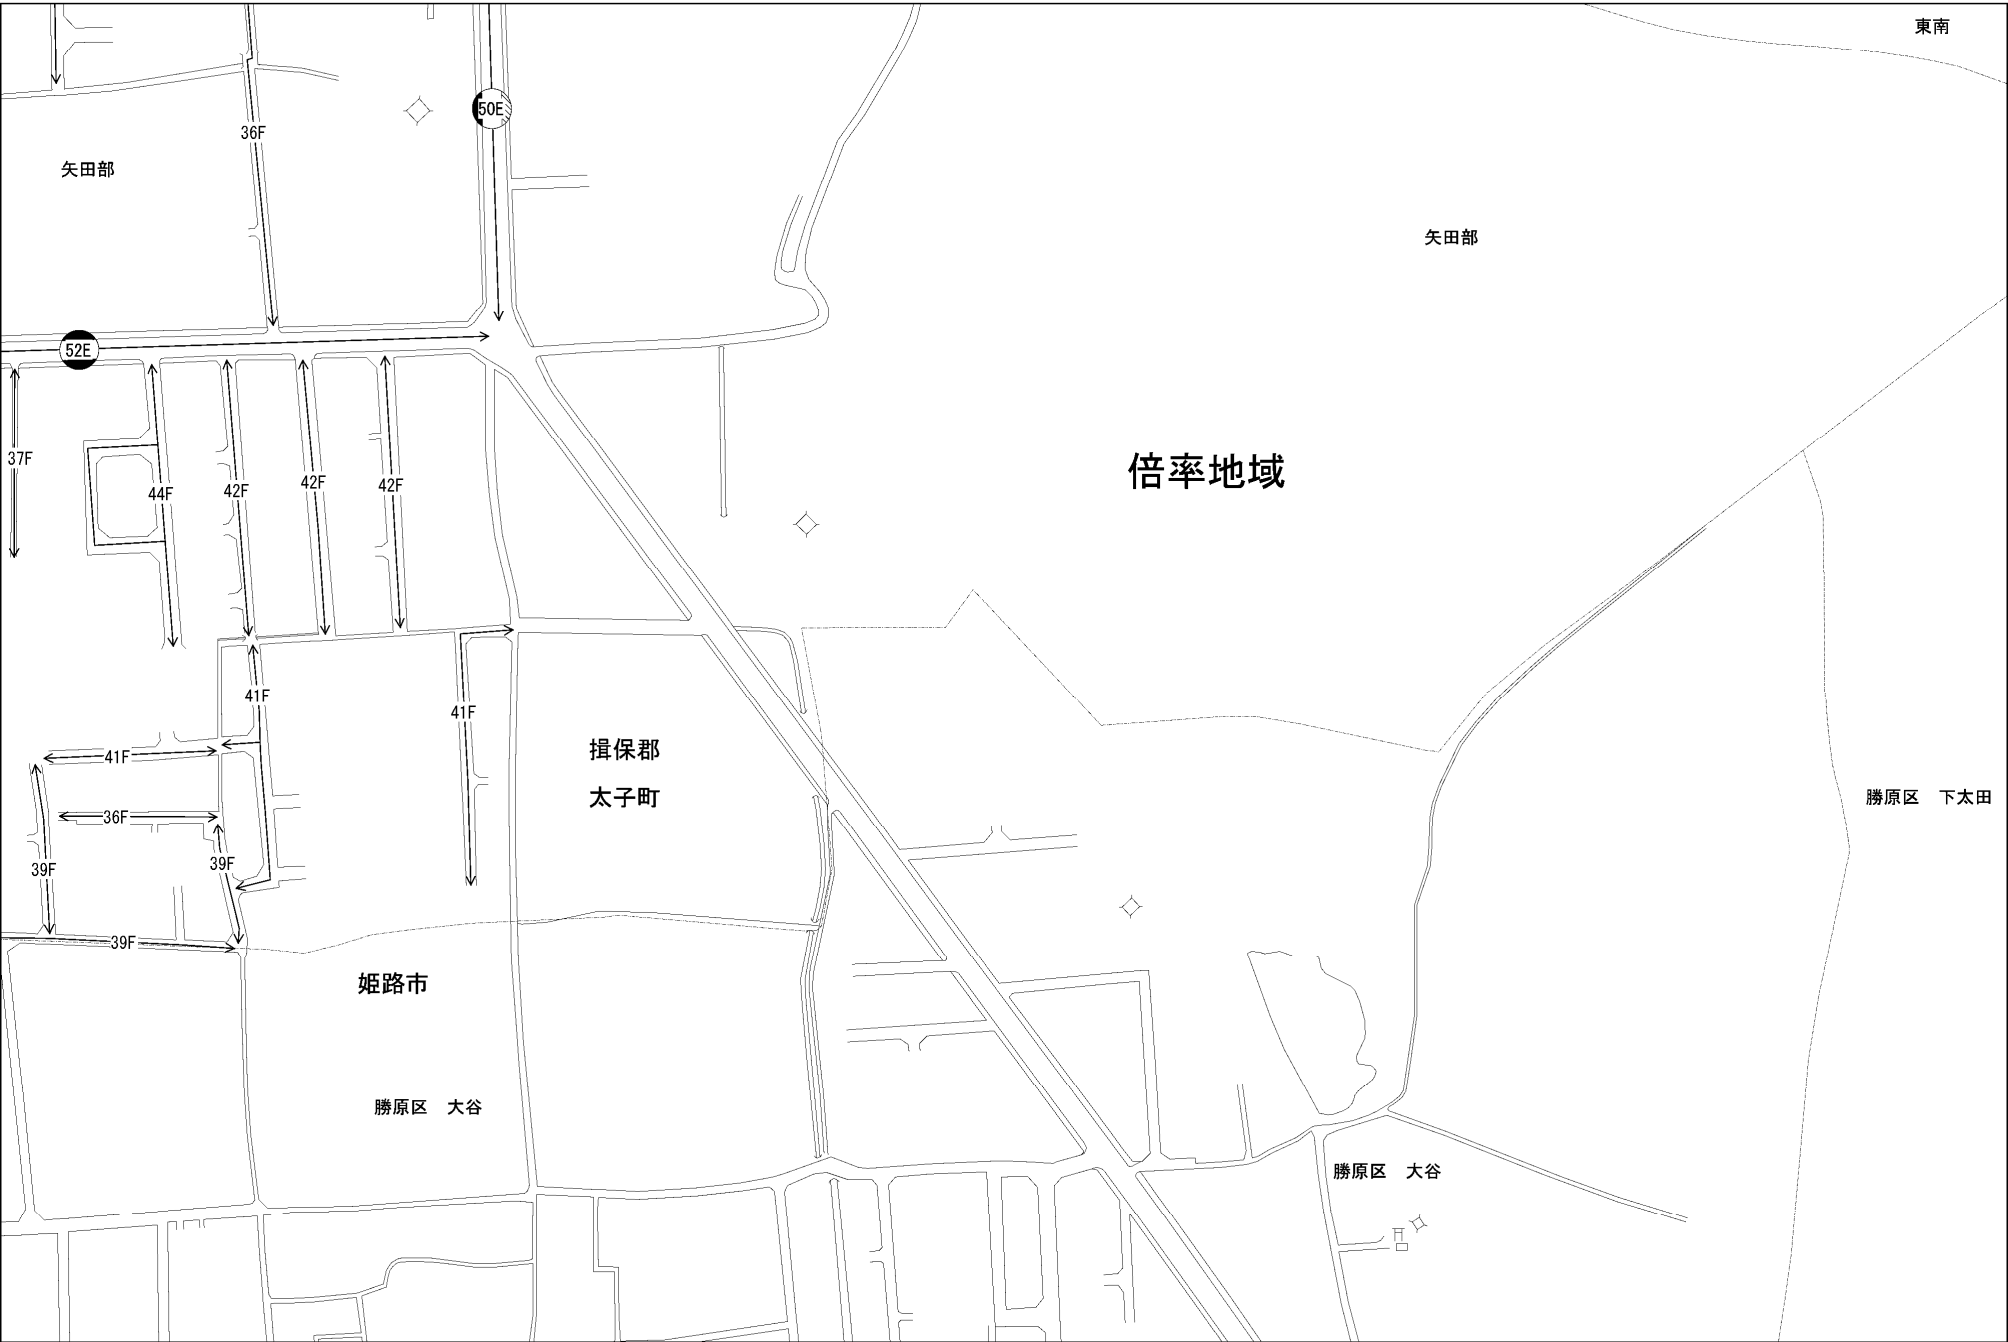 東南
50E
36F
矢田部
矢田部
52E
37F
44F
42F
42F
42F
倍率地域
41F
41F
揖保郡
太子町
41F
36F
勝原区 下太田
39F
39F
39F
姫路市
勝原区 大谷
勝原区 大谷